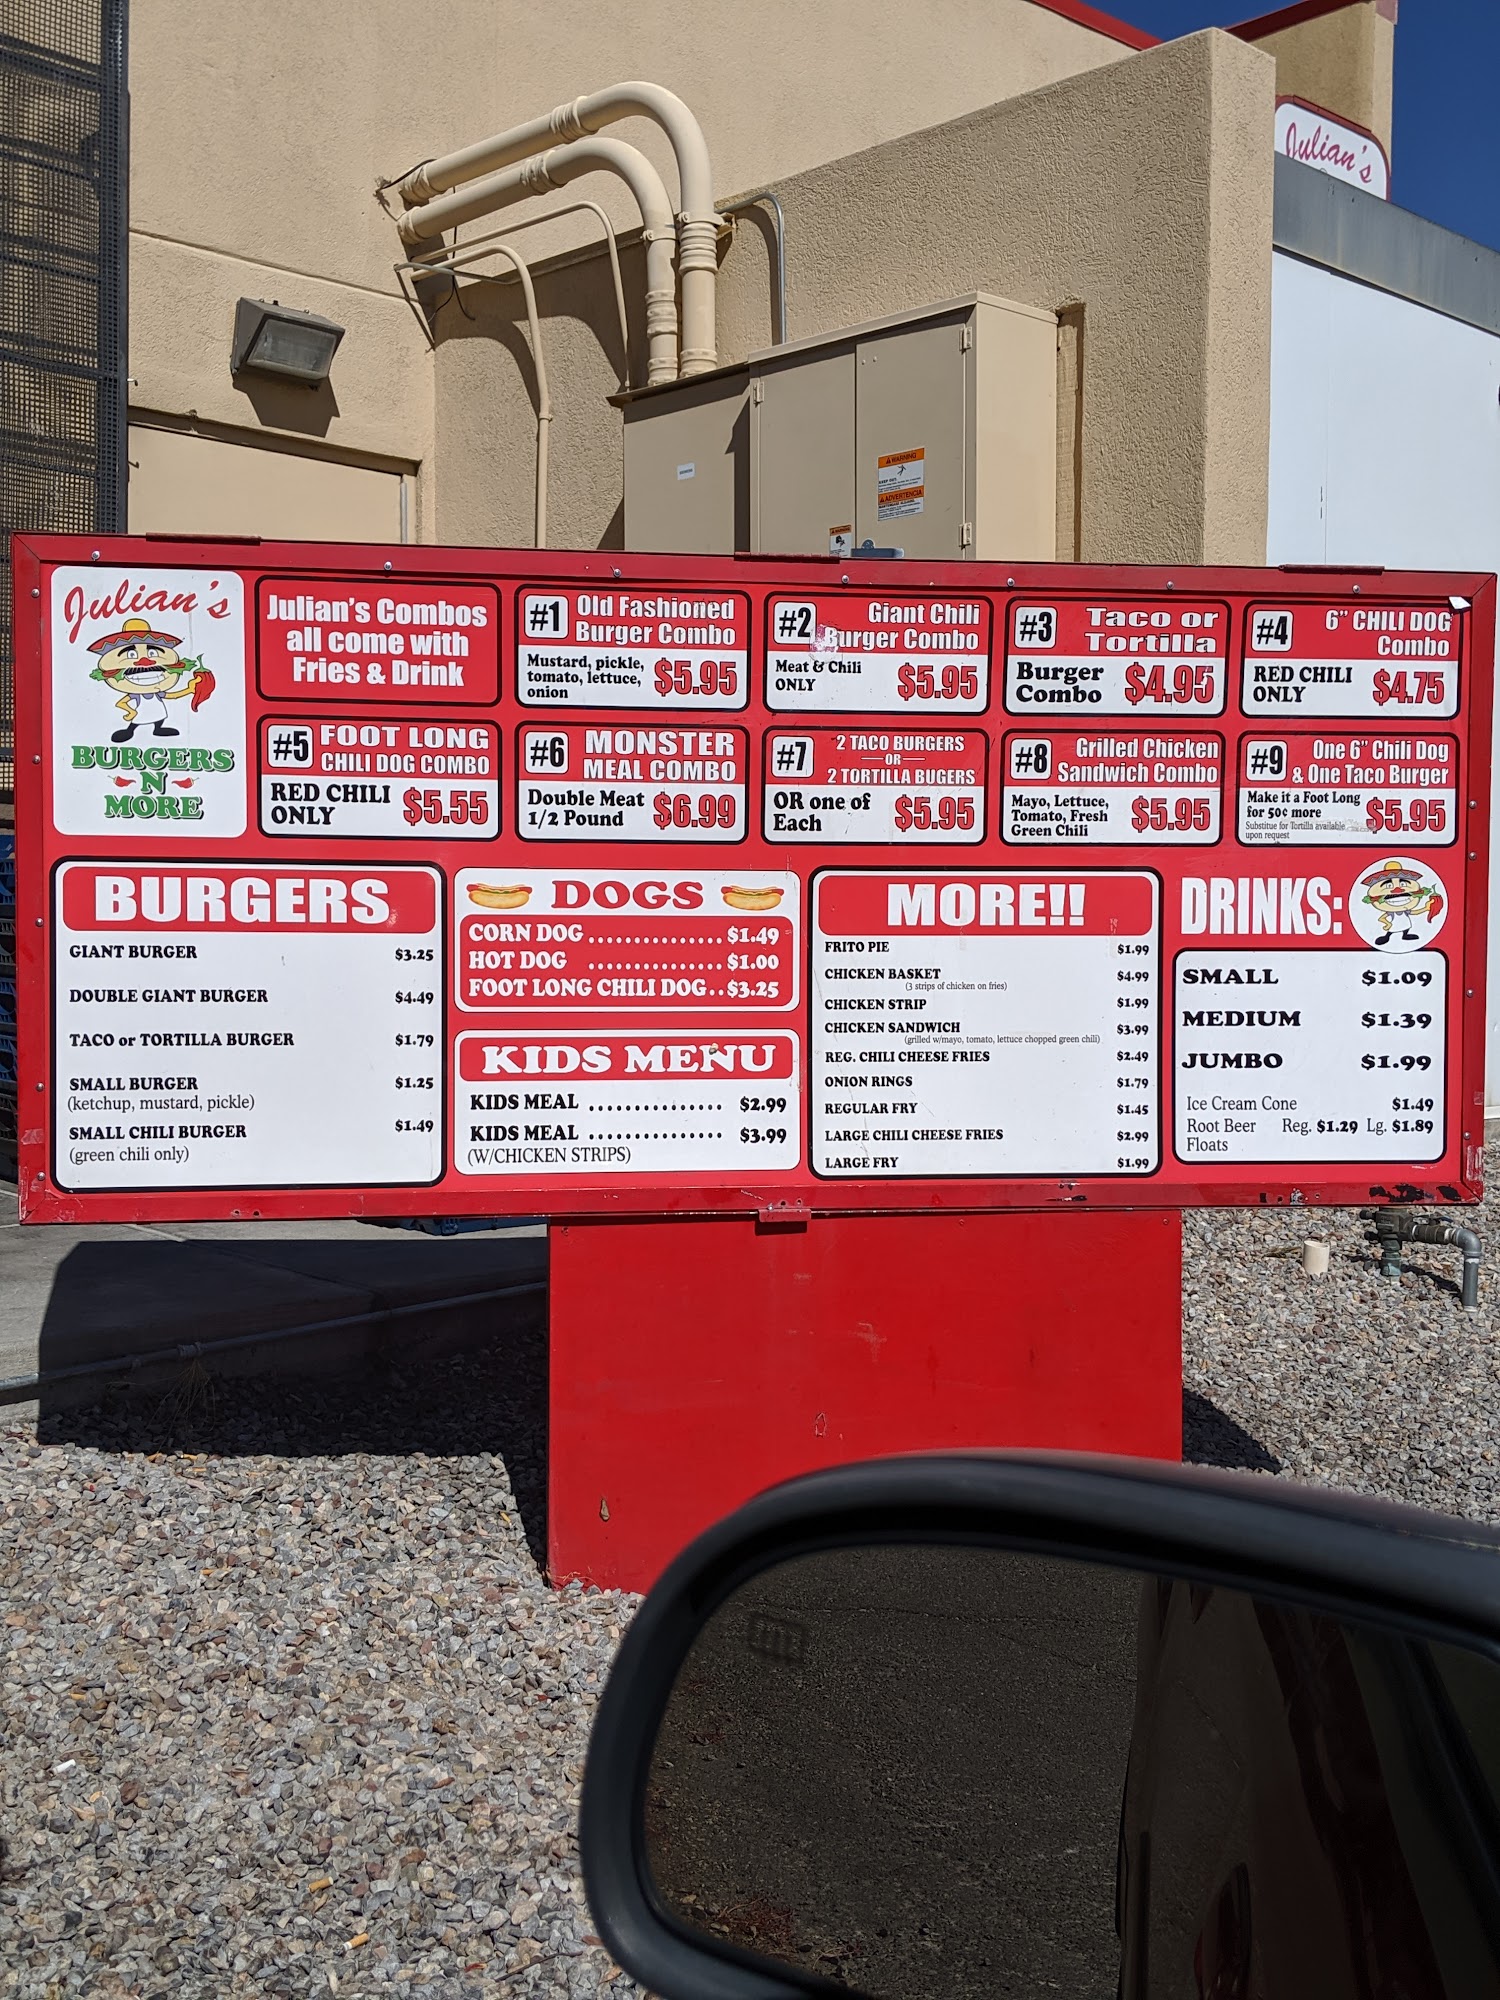 Julian's
Julian's
BURGERS
N
MORE
Julian's Combos
all come with
Fries & Drink
#1 Old Fashioned
Burger Combo
Mustard, pickle,
tomato, lettuce,
onion
$5.95
#2 Giant Chili
Burger Combo
Meat & Chili
ONLY
$5.95
#3 Taco or
Tortilla
Burger
Combo
$4.95
#4 6" CHILI DOG
Combo
RED CHILI
ONLY
$4.75
#5 FOOT LONG
CHILI DOG COMBO
RED CHILI
ONLY
$5.55
#6 MONSTER
MEAL COMBO
Double Meat
1/2 Pound
$6.99
#7 2 TACO BURGERS
OR
2 TORTILLA BUGERS
OR one of
Each
$5.95
#8 Grilled Chicken
Sandwich Combo
Mayo, Lettuce,
Tomato, Fresh
Green Chili
$5.95
#9 One 6" Chili Dog
& One Taco Burger
Make it a Foot Long
for 50¢ more
Substitue for Tortilla available
upon request
$5.95
BURGERS
GIANT BURGER $3.25
DOUBLE GIANT BURGER $4.49
TACO or TORTILLA BURGER $1.79
SMALL BURGER $1.25
(ketchup, mustard, pickle)
SMALL CHILI BURGER $1.49
(green chili only)
DOGS
CORN DOG ............... $1.49
HOT DOG ............... $1.00
FOOT LONG CHILI DOG..$3.25
KIDS MENU
KIDS MEAL ............... $2.99
KIDS MEAL ............... $3.99
(W/CHICKEN STRIPS)
MORE!!
FRITO PIE $1.99
CHICKEN BASKET $4.99
(3 strips of chicken on fries)
CHICKEN STRIP $1.99
CHICKEN SANDWICH $3.99
(grilled w/mayo, tomato, lettuce chopped green chili)
REG. CHILI CHEESE FRIES $2.49
ONION RINGS $1.79
REGULAR FRY $1.45
LARGE CHILI CHEESE FRIES $2.99
LARGE FRY $1.99
DRINKS:
SMALL $1.09
MEDIUM $1.39
JUMBO $1.99
Ice Cream Cone $1.49
Root Beer Reg. $1.29 Lg. $1.89
Floats
WARNING
ADVERTENCIA